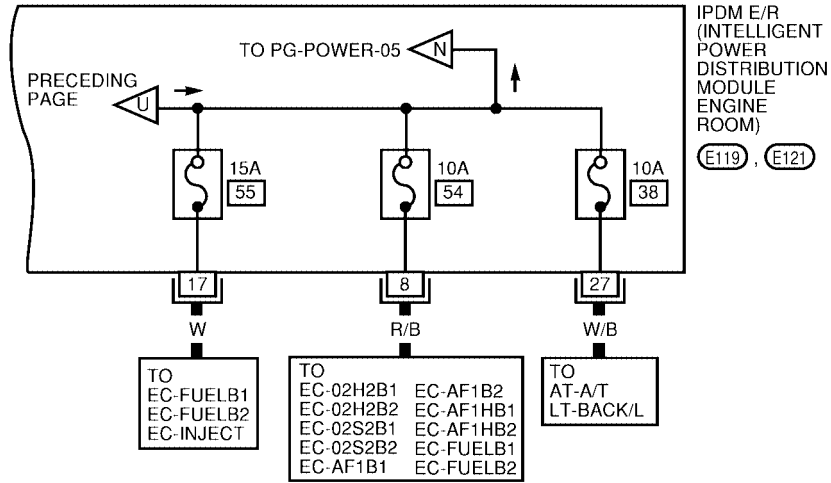 IPDM E/R
(INTELLIGENT
POWER
DISTRIBUTION
MODULE
ENGINE
ROOM)
E119 , E121
TO PG-POWER-05 N
PRECEDING
PAGE
U
15A
55
10A
54
10A
38
17
8
27
W
R/B
W/B
TO
EC-FUELB1
EC-FUELB2
EC-INJECT
TO
EC-02H2B1 EC-AF1B2
EC-02H2B2 EC-AF1HB1
EC-02S2B1 EC-AF1HB2
EC-02S2B2 EC-FUELB1
EC-AF1B1 EC-FUELB2
TO
AT-A/T
LT-BACK/L